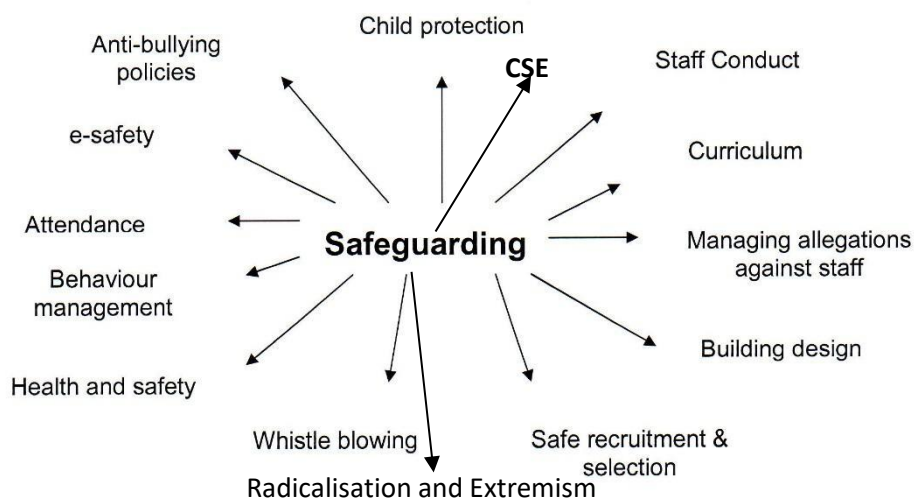 Child protection
Anti-bullying
policies
CSE
Staff Conduct
e-safety
Curriculum
Attendance
Safeguarding
Managing allegations
against staff
Behaviour
management
Building design
Health and safety
Whistle blowing
Safe recruitment &
selection
Radicalisation and Extremism